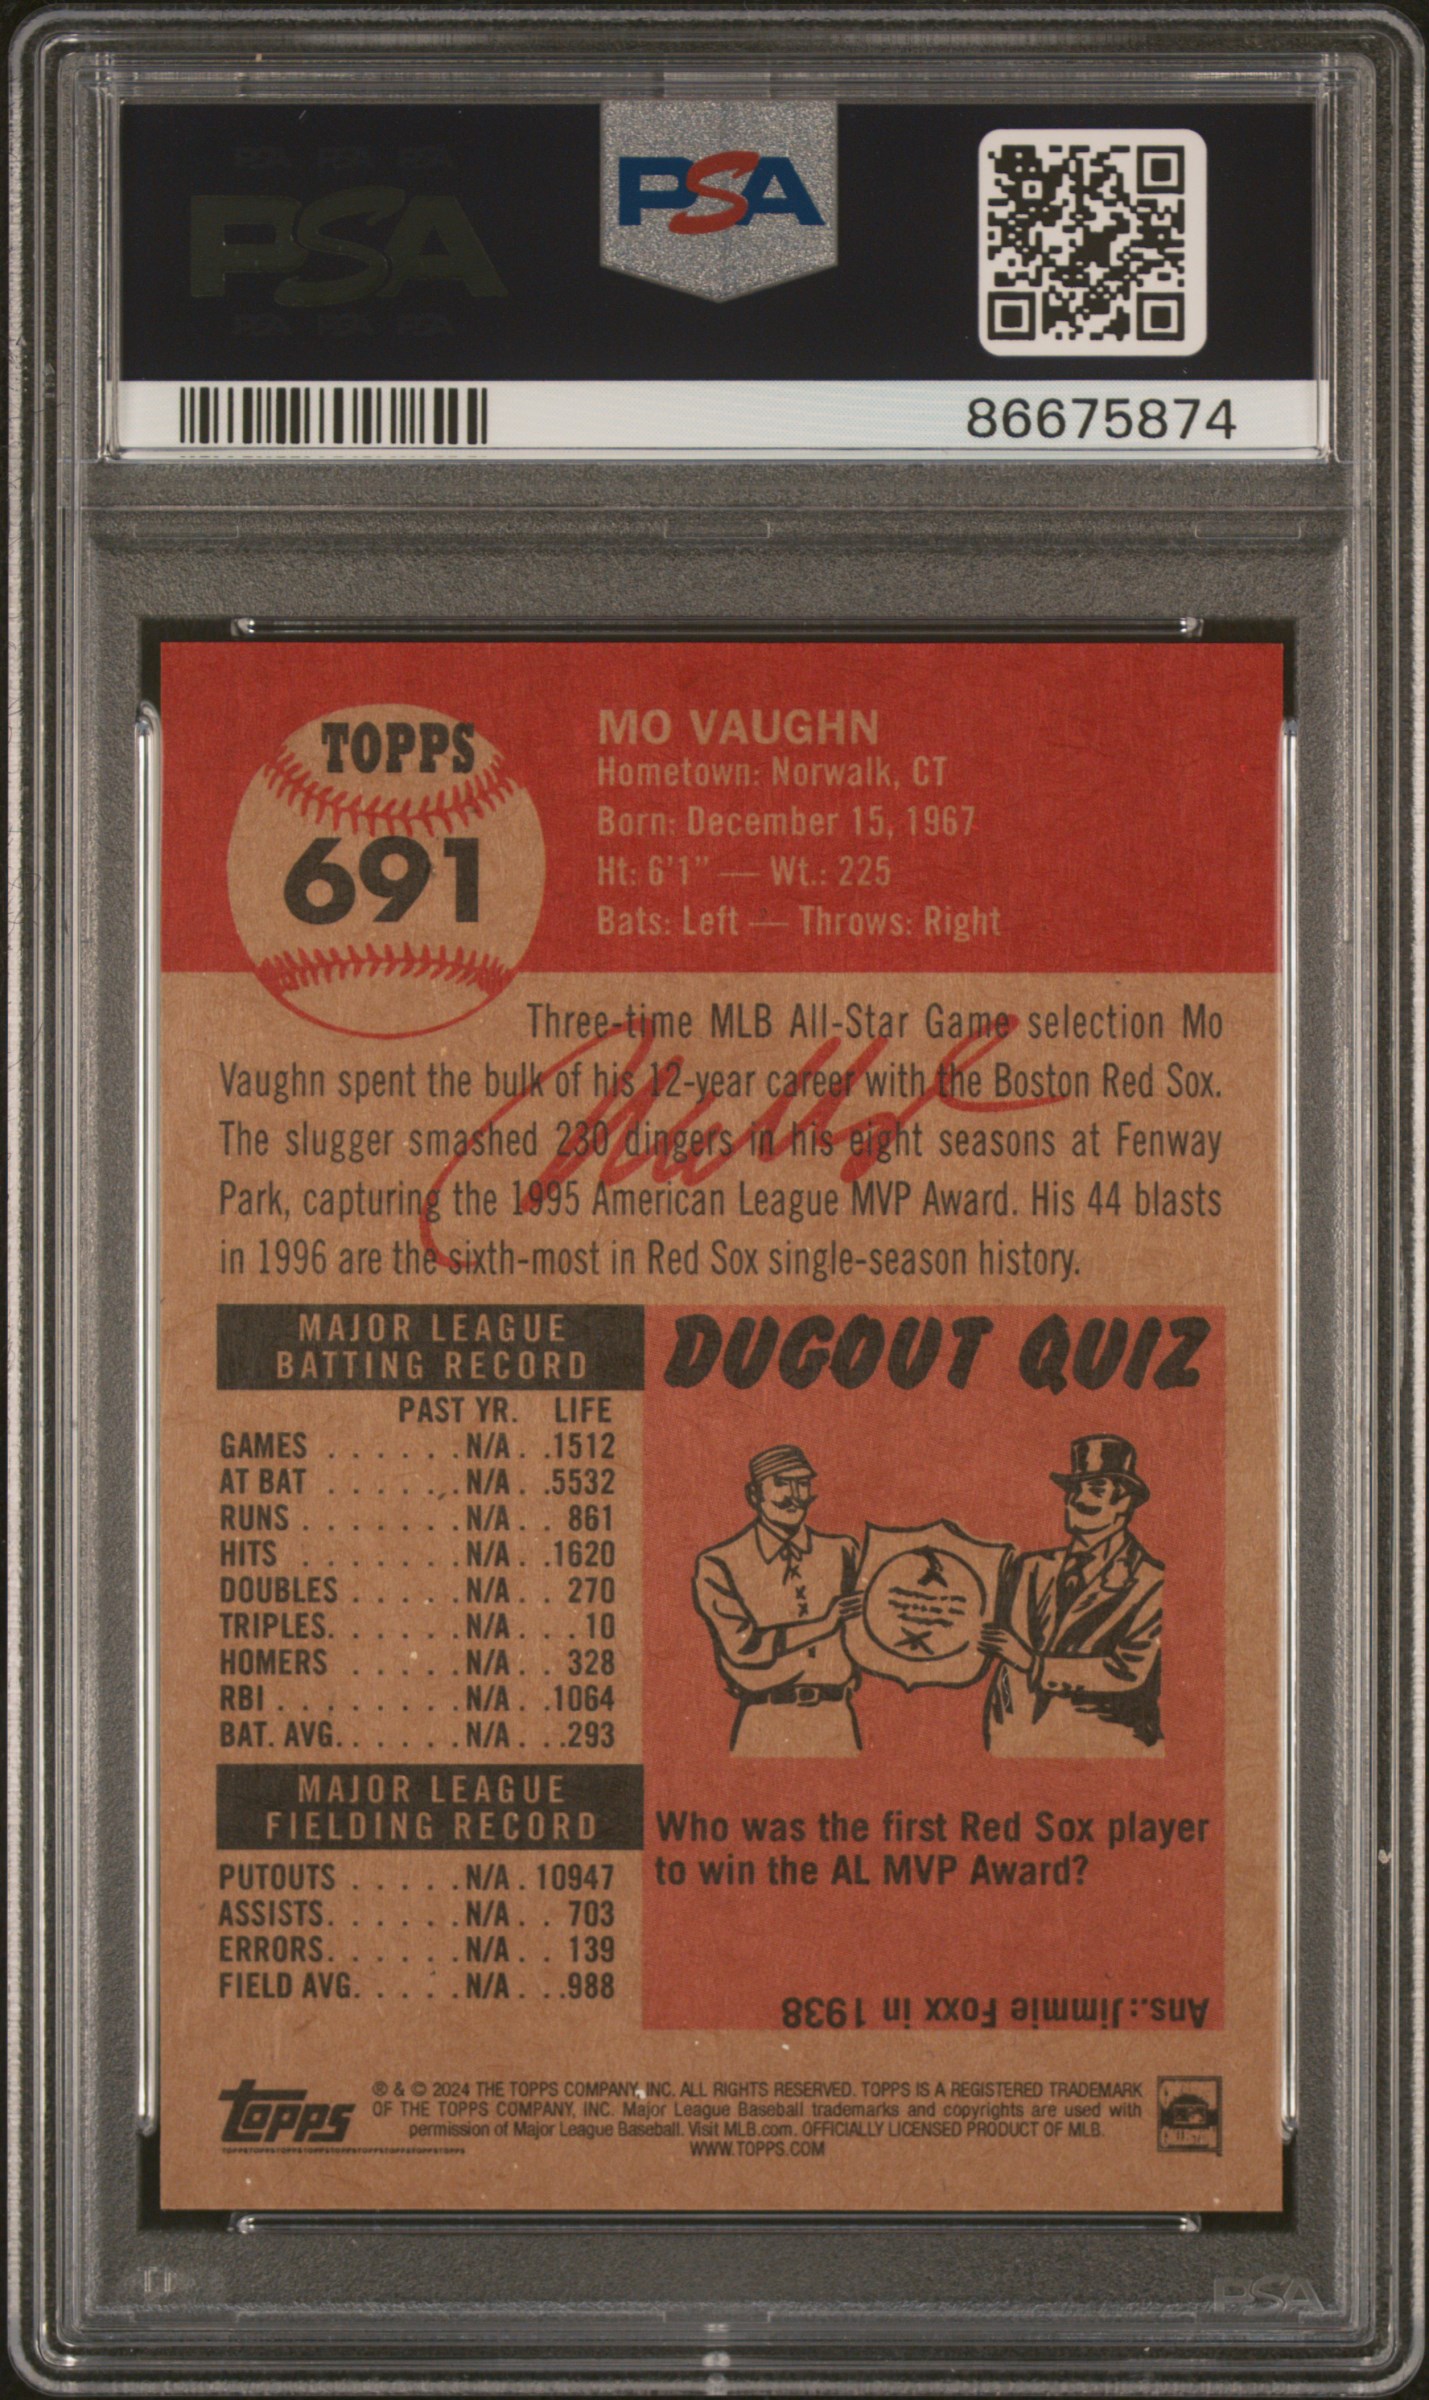 PSA
PSA
86675874
TOPPS
691
MO VAUGHN
Hometown: Norwalk, CT
Born: December 15, 1967
Ht: 6'1" — Wt.: 225
Bats: Left — Throws: Right
Three-time MLB All-Star Game selection Mo
Vaughn spent the bulk of his 12-year career with the Boston Red Sox.
The slugger smashed 230 dingers in his eight seasons at Fenway
Park, capturing the 1995 American League MVP Award. His 44 blasts
in 1996 are the sixth-most in Red Sox single-season history.
MAJOR LEAGUE
BATTING RECORD
PAST YR. LIFE
GAMES . . . . . . N/A . . 1512
AT BAT . . . . . . N/A . . 5532
RUNS . . . . . . . N/A . . 861
HITS . . . . . . . N/A . . 1620
DOUBLES . . . . . N/A . . 270
TRIPLES. . . . . . N/A . . . 10
HOMERS . . . . . N/A . . 328
RBI . . . . . . . . N/A . . 1064
BAT. AVG. . . . . . N/A . . .293
MAJOR LEAGUE
FIELDING RECORD
PUTOUTS . . . . . N/A . 10947
ASSISTS. . . . . . N/A . . 703
ERRORS. . . . . . N/A . . 139
FIELD AVG. . . . . N/A . . .988
DUGOUT QUIZ
Who was the first Red Sox player
to win the AL MVP Award?
Ans.: Jimmie Foxx in 1938
topps
® & © 2024 THE TOPPS COMPANY, INC. ALL RIGHTS RESERVED. TOPPS IS A REGISTERED TRADEMARK
OF THE TOPPS COMPANY, INC. Major League Baseball trademarks and copyrights are used with
permission of Major League Baseball. Visit MLB.com. OFFICIALLY LICENSED PRODUCT OF MLB.
WWW.TOPPS.COM
PSA